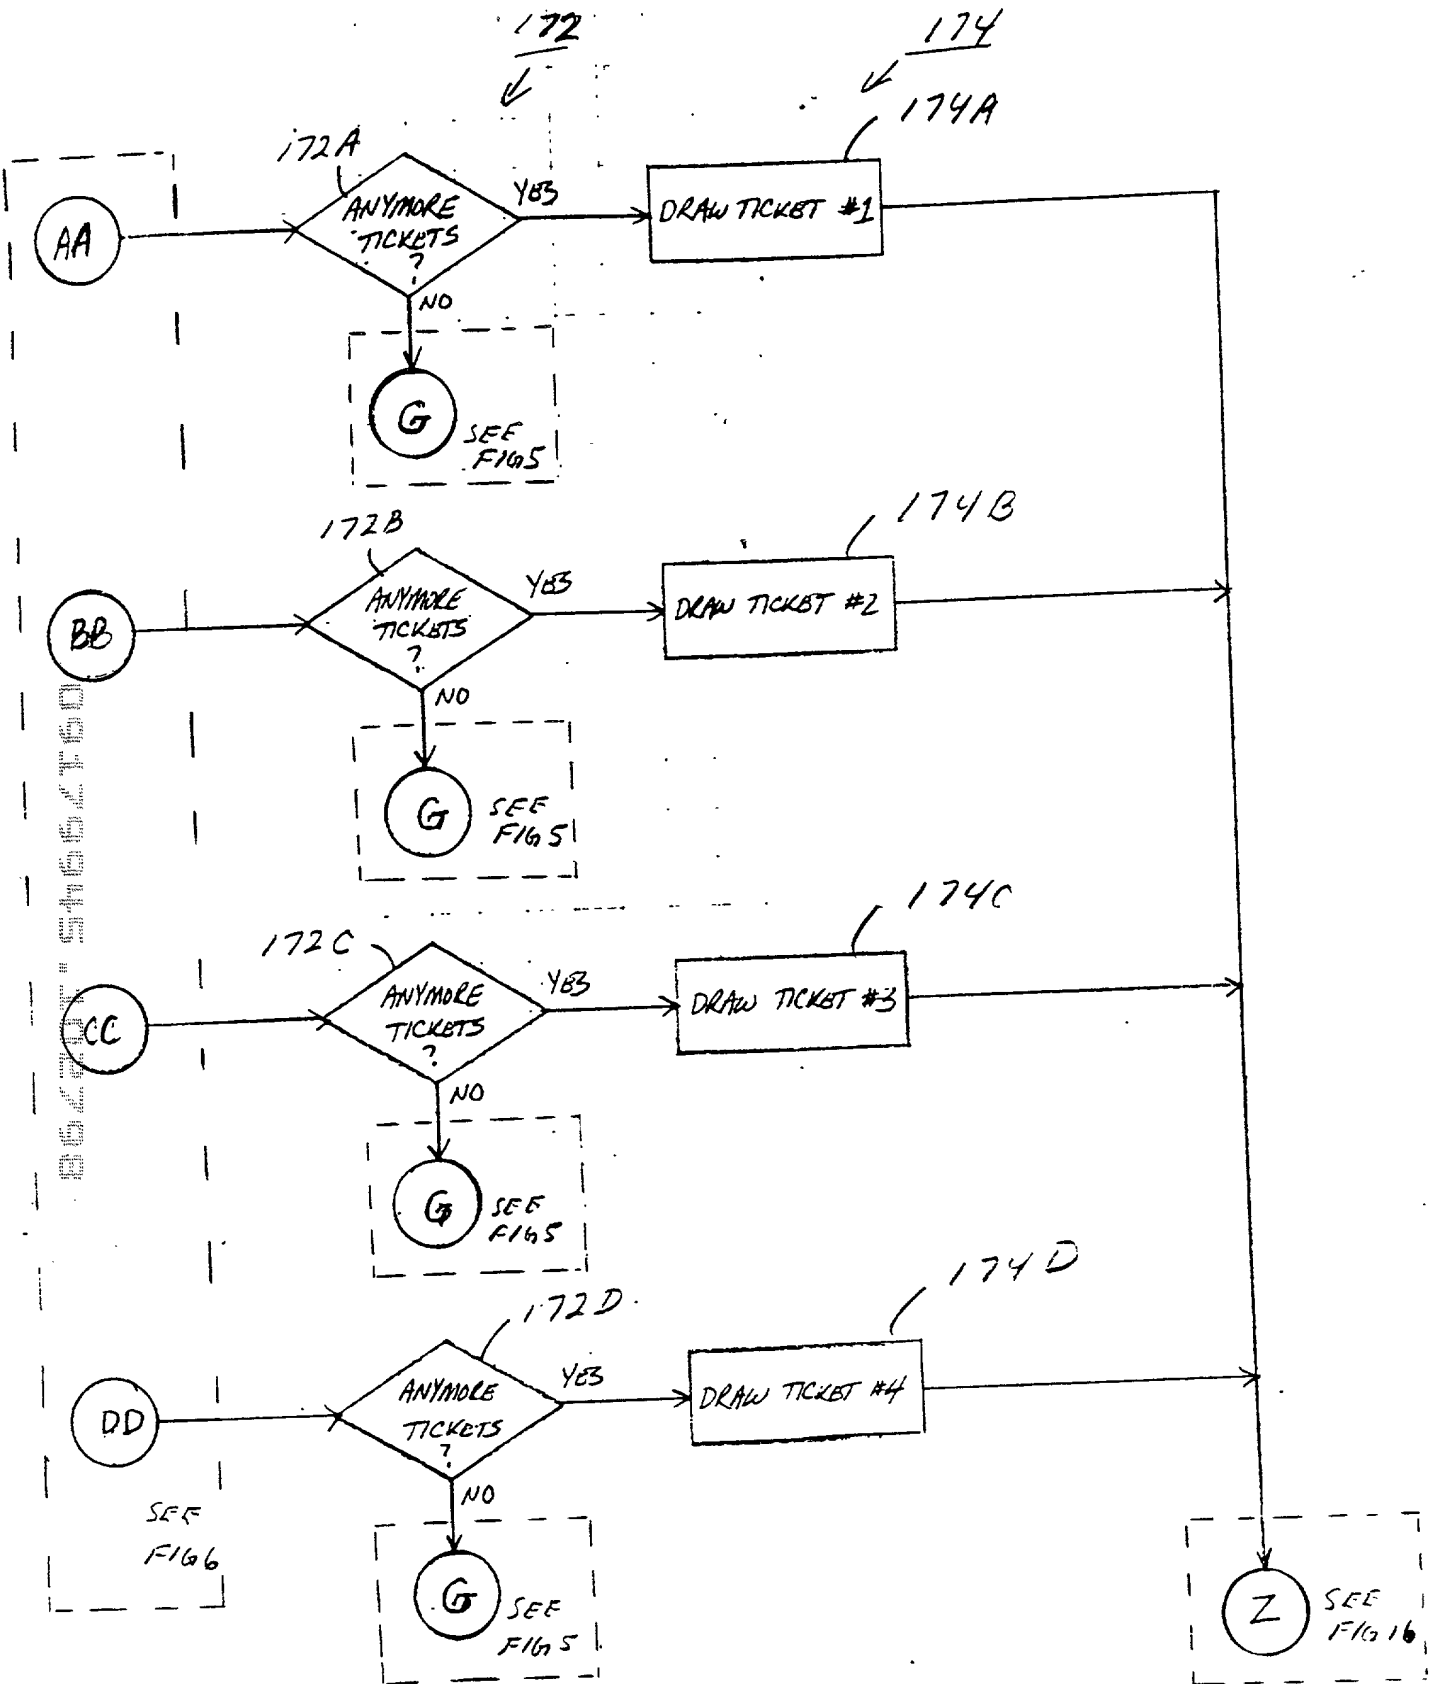 172
174
172A
174A
AA
ANYMORE
TICKETS
?
YES
DRAW TICKET #1
NO
G
SEE
FIG 5
172B
174B
BB
ANYMORE
TICKETS
?
YES
DRAW TICKET #2
NO
G
SEE
FIG 5
172C
174C
CC
ANYMORE
TICKETS
?
YES
DRAW TICKET #3
NO
G
SEE
FIG 5
172D
174D
DD
ANYMORE
TICKETS
?
YES
DRAW TICKET #4
NO
SEE
FIG 6
G
SEE
FIG 5
Z
SEE
FIG 16